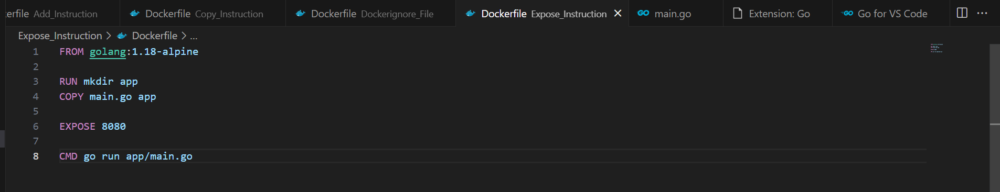 erfile Add_Instruction Dockerfile Copy_Instruction Dockerfile Dockerignore_File Dockerfile Expose_Instruction main.go Extension: Go Go for VS Code
Expose_Instruction > Dockerfile > ...
1 FROM golang:1.18-alpine
2
3 RUN mkdir app
4 COPY main.go app
5
6 EXPOSE 8080
7
8 CMD go run app/main.go